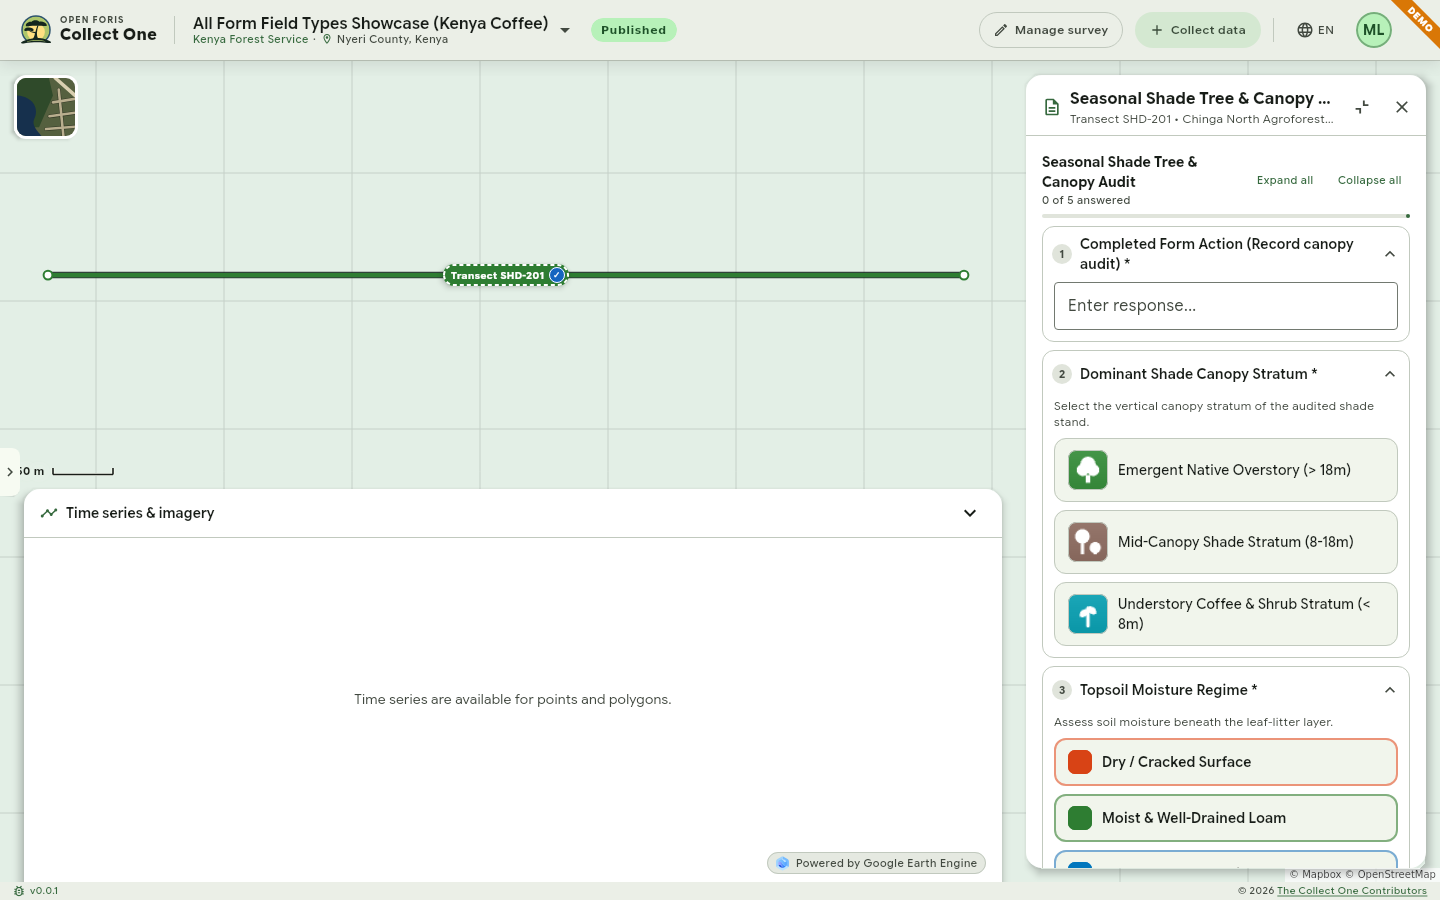 OPEN FORIS
Collect One
All Form Field Types Showcase (Kenya Coffee)
Kenya Forest Service · Nyeri County, Kenya
Published
Manage survey
Collect data
EN
ML
DEMO
Transect SHD-201
50 m
Time series & imagery
Time series are available for points and polygons.
Powered by Google Earth Engine
Seasonal Shade Tree & Canopy ...
Transect SHD-201 • Chinga North Agroforest...
Seasonal Shade Tree &
Canopy Audit
Expand all
Collapse all
0 of 5 answered
1
Completed Form Action (Record canopy
audit) *
Enter response...
2
Dominant Shade Canopy Stratum *
Select the vertical canopy stratum of the audited shade
stand.
Emergent Native Overstory (> 18m)
Mid-Canopy Shade Stratum (8-18m)
Understory Coffee & Shrub Stratum (<
8m)
3
Topsoil Moisture Regime *
Assess soil moisture beneath the leaf-litter layer.
Dry / Cracked Surface
Moist & Well-Drained Loam
© Mapbox © OpenStreetMap
v0.0.1
© 2026 The Collect One Contributors